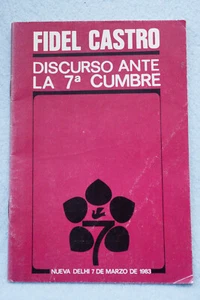 FIDEL CASTRO
DISCURSO ANTE
LA 7ª CUMBRE
7
NUEVA DELHI 7 DE MARZO DE 1983